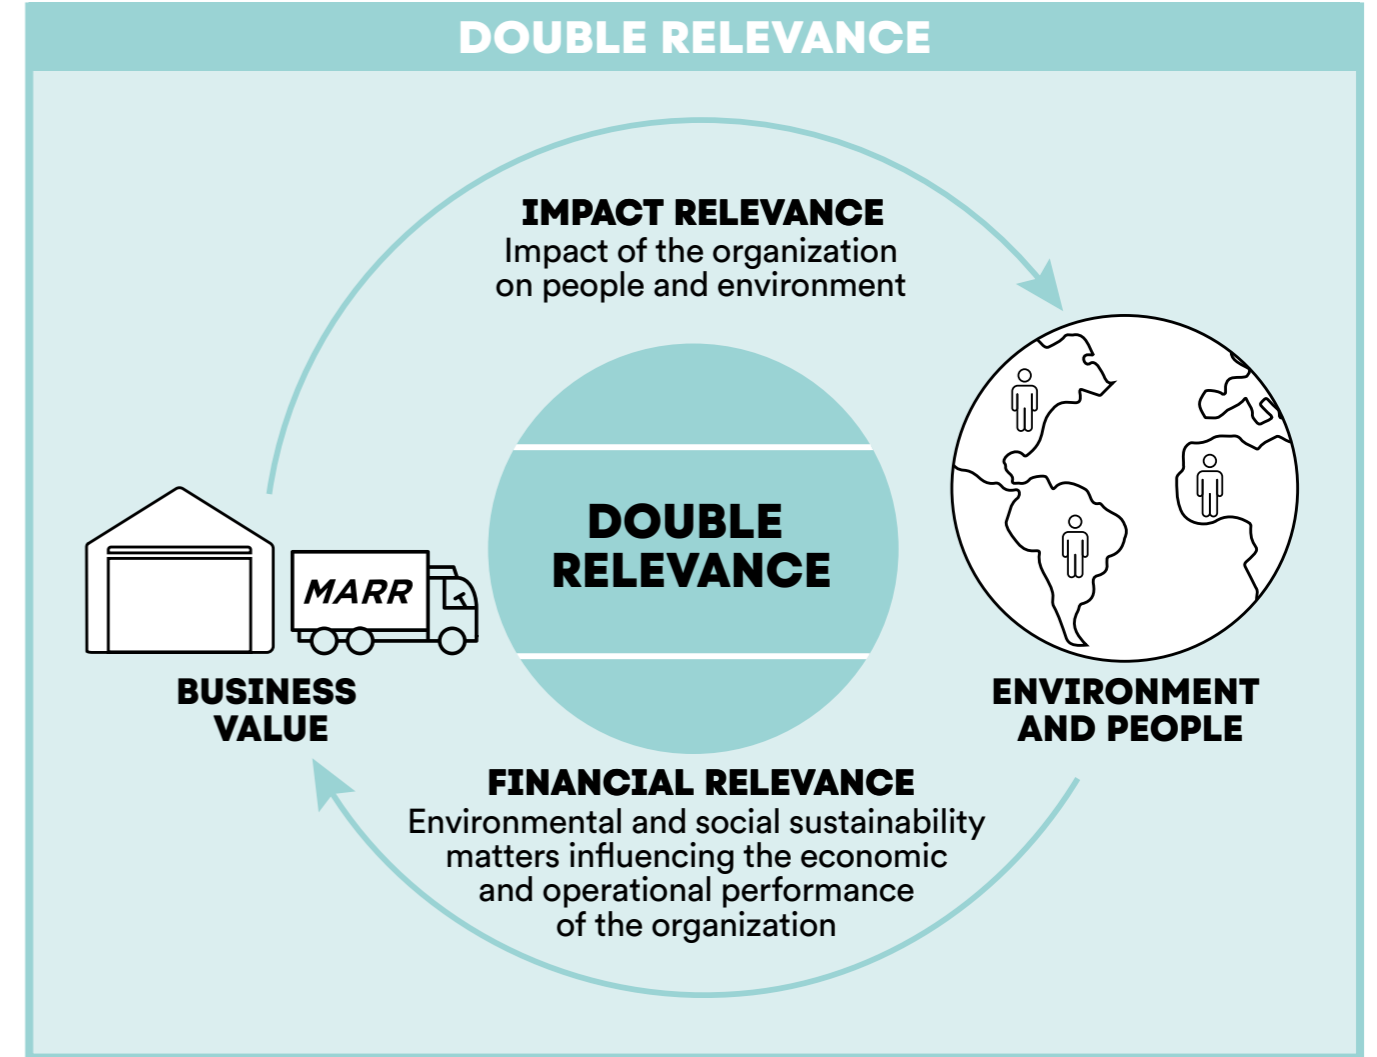 DOUBLE RELEVANCE
IMPACT RELEVANCE
Impact of the organization
on people and environment
DOUBLE
RELEVANCE
MARR
BUSINESS
VALUE
ENVIRONMENT
AND PEOPLE
FINANCIAL RELEVANCE
Environmental and social sustainability
matters influencing the economic
and operational performance
of the organization